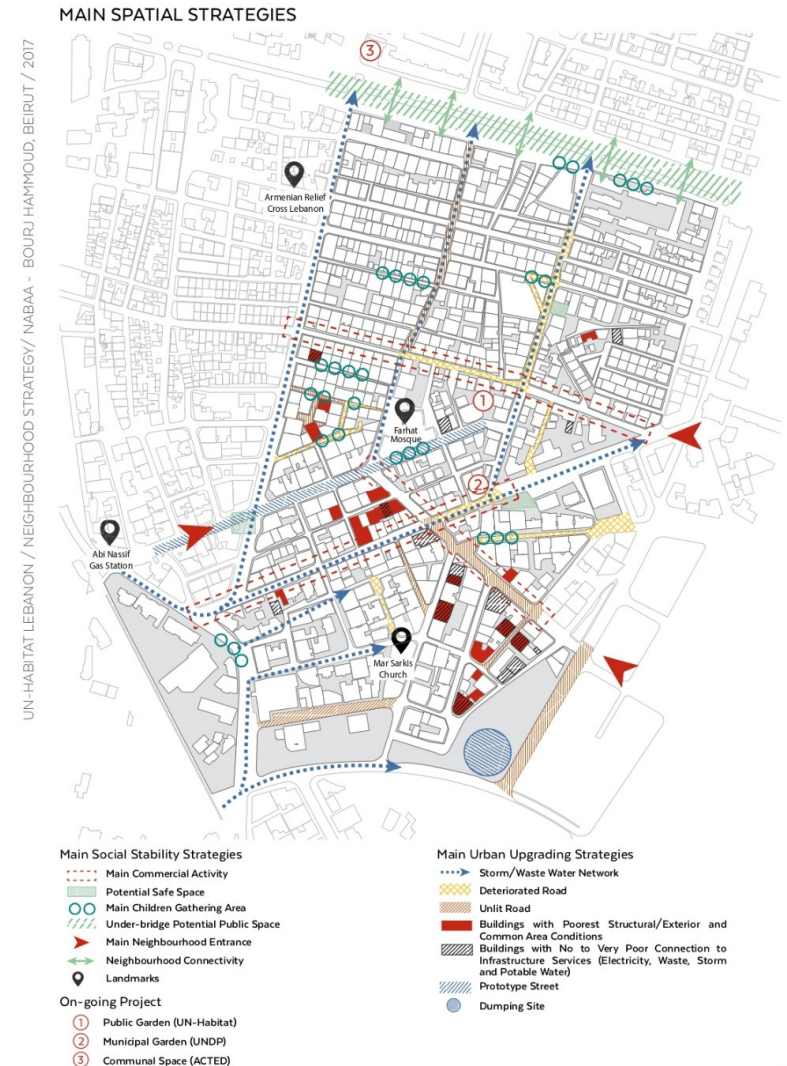 MAIN SPATIAL STRATEGIES
UN-HABITAT LEBANON / NEIGHBOURHOOD STRATEGY/ NABAA - BOURJ HAMMOUD, BEIRUT / 2017
3
Armenian Relief
Cross Lebanon
1
Farhat
Mosque
2
Abi Nassif
Gas Station
Mar Sarkis
Church
Main Social Stability Strategies
Main Commercial Activity
Potential Safe Space
Main Children Gathering Area
Under-bridge Potential Public Space
Main Neighbourhood Entrance
Neighbourhood Connectivity
Landmarks
On-going Project
1 Public Garden (UN-Habitat)
2 Municipal Garden (UNDP)
3 Communal Space (ACTED)
Main Urban Upgrading Strategies
Storm/Waste Water Network
Deteriorated Road
Unlit Road
Buildings with Poorest Structural/Exterior and
Common Area Conditions
Buildings with No to Very Poor Connection to
Infrastructure Services (Electricity, Waste, Storm
and Potable Water)
Prototype Street
Dumping Site